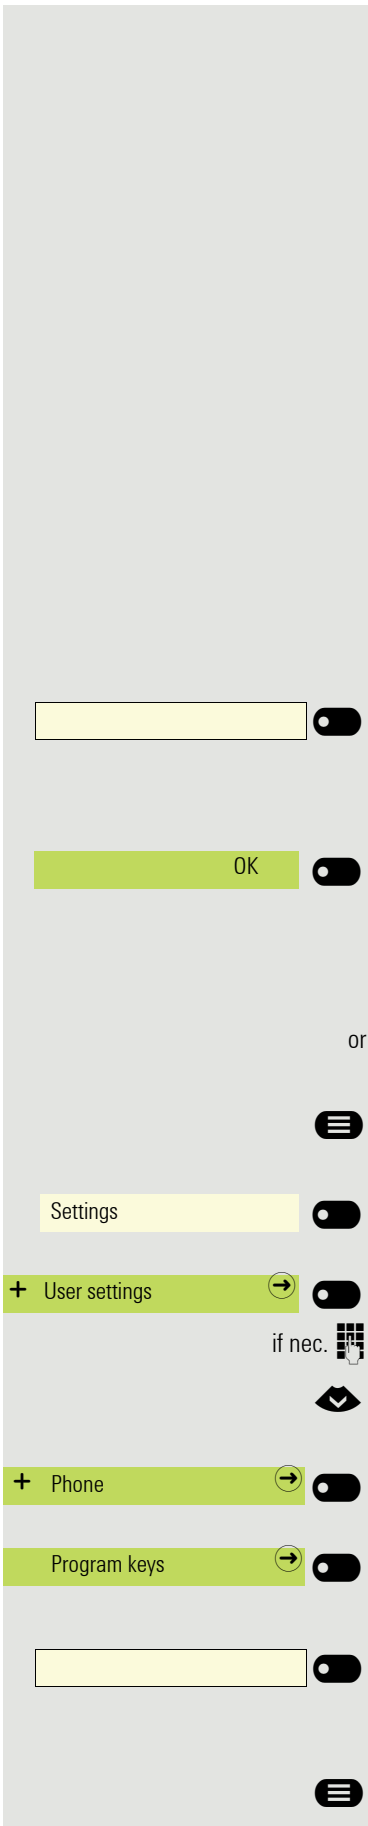 OK
or
Settings
+ User settings
if nec.
+ Phone
Program keys